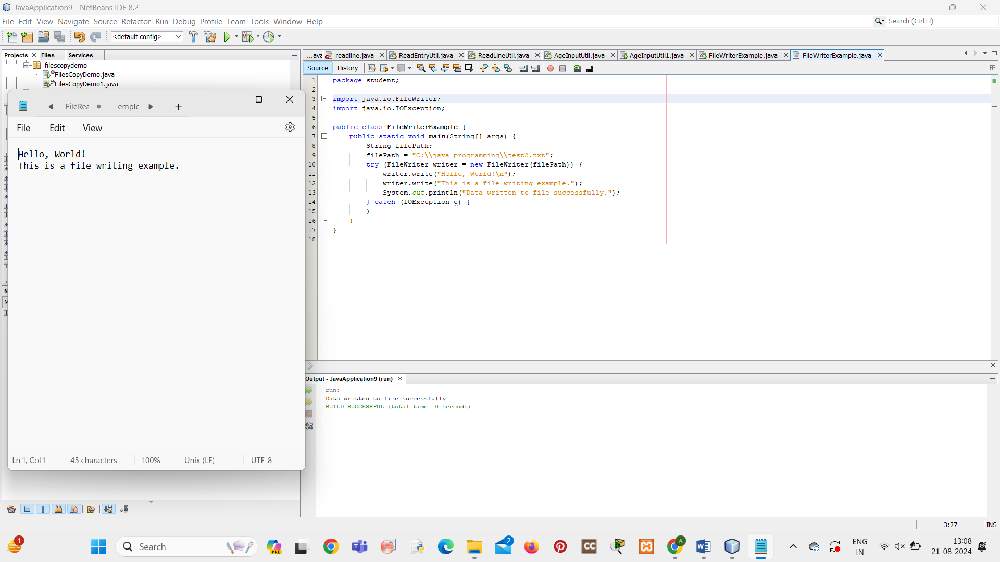 JavaApplication9 - NetBeans IDE 8.2
File Edit View Navigate Source Refactor Run Debug Profile Team Tools Window Help
Search (Ctrl+I)
<default config>
Projects Files Services
filescopydemo
FilesCopyDemo.java
FilesCopyDemo1.java
...ava readline.java ReadEntryUtil.java ReadLineUtil.java AgeInputUtil.java AgeInputUtil1.java FileWriterExample.java FileWriterExample.java
Source History
1 package student;
2
3 import java.io.FileWriter;
4 import java.io.IOException;
5
6 public class FileWriterExample {
7 public static void main(String[] args) {
8 String filePath;
9 filePath = "C:\\java programming\\test2.txt";
10 try (FileWriter writer = new FileWriter(filePath)) {
11 writer.write("Hello, World!\n");
12 writer.write("This is a file writing example.");
13 System.out.println("Data written to file successfully.");
14 } catch (IOException e) {
15 }
16 }
17 }
18
FileRea emplc
File Edit View
Hello, World!
This is a file writing example.
Ln 1, Col 1 45 characters 100% Unix (LF) UTF-8
N
M
Output - JavaApplication9 (run)
run:
Data written to file successfully.
BUILD SUCCESSFUL (total time: 0 seconds)
3:27 INS
1
Search
PRE
2
CC
A
ENG
IN
13:08
21-08-2024